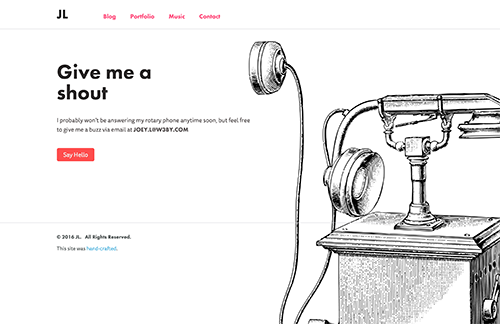 JL
Blog Portfolio Music Contact
Give me a
shout
I probably won't be answering my rotary phone anytime soon, but feel free
to give me a buzz via email at JOEY.L@W3BY.COM
Say Hello
© 2016 JL. All Rights Reserved.
This site was hand-crafted.